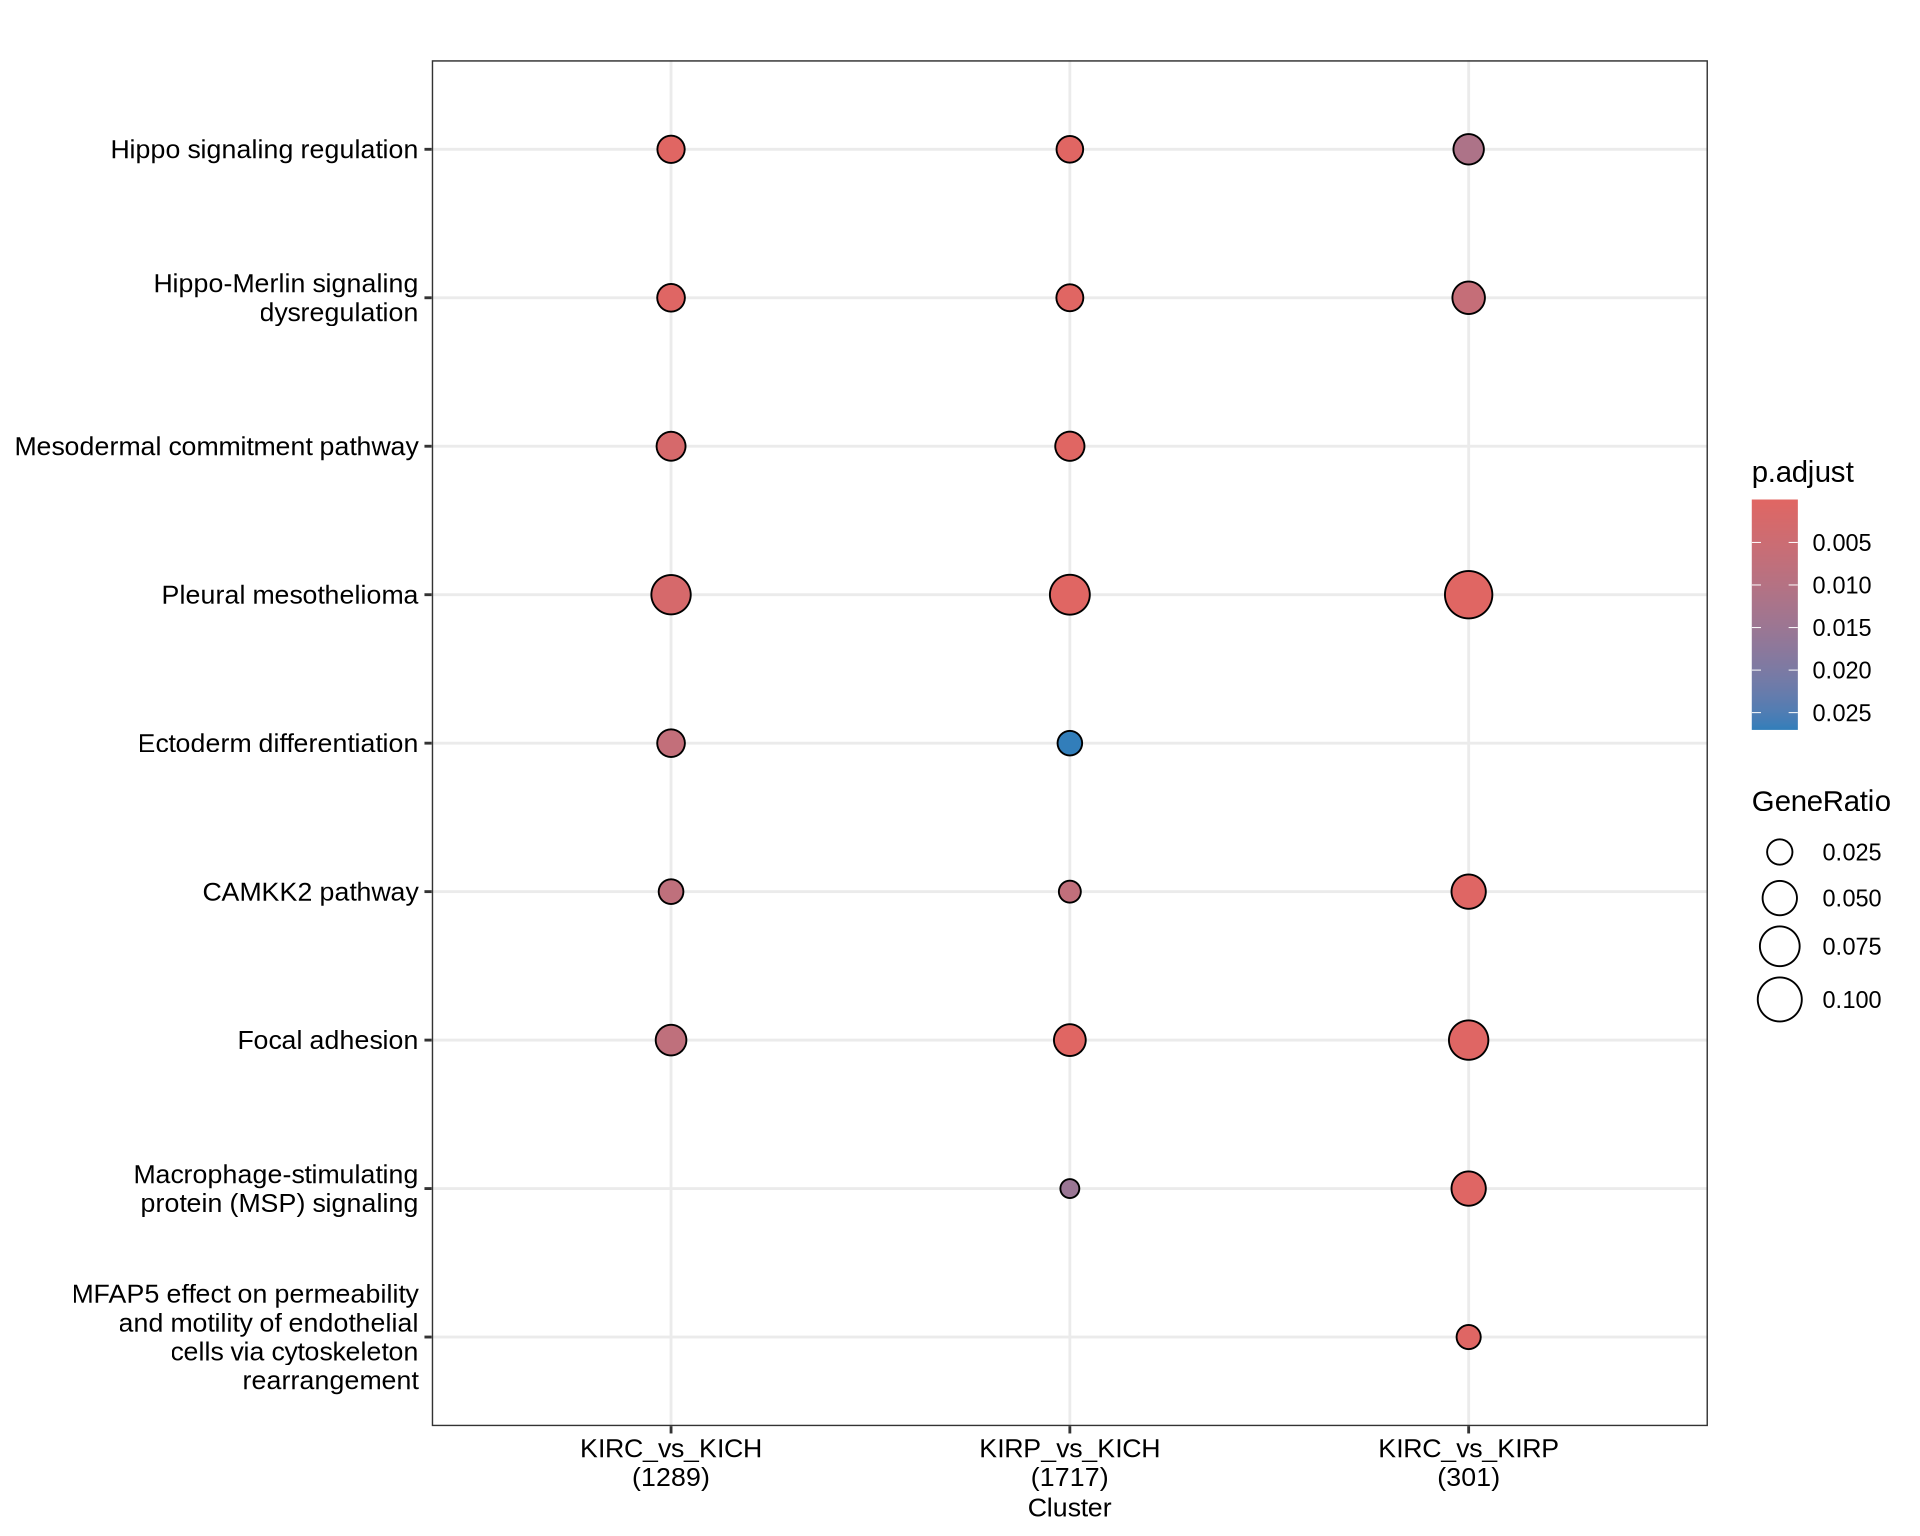 Hippo signaling regulation
Hippo-Merlin signaling
dysregulation
Mesodermal commitment pathway
Pleural mesothelioma
Ectoderm differentiation
CAMKK2 pathway
Focal adhesion
Macrophage-stimulating
protein (MSP) signaling
MFAP5 effect on permeability
and motility of endothelial
cells via cytoskeleton
rearrangement
KIRC_vs_KICH
(1289)
KIRP_vs_KICH
(1717)
KIRC_vs_KIRP
(301)
Cluster
p.adjust
0.005
0.010
0.015
0.020
0.025
GeneRatio
0.025
0.050
0.075
0.100